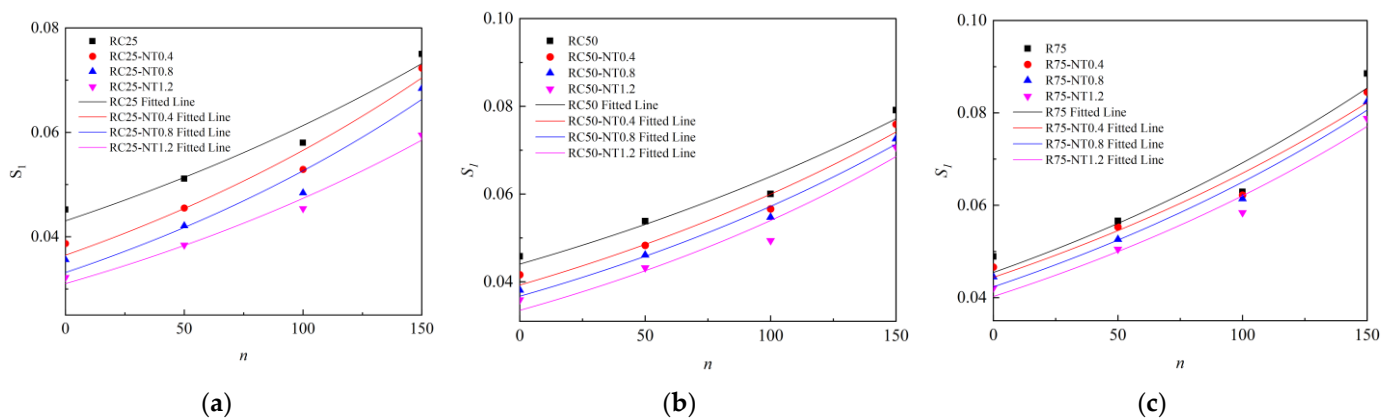 0.08
0.06
0.04
S1
RC25
RC25-NT0.4
RC25-NT0.8
RC25-NT1.2
RC25 Fitted Line
RC25-NT0.4 Fitted Line
RC25-NT0.8 Fitted Line
RC25-NT1.2 Fitted Line
0 50 100 150
n
(a)
0.10
0.08
0.06
0.04
S1
RC50
RC50-NT0.4
RC50-NT0.8
RC50-NT1.2
RC50 Fitted Line
RC50-NT0.4 Fitted Line
RC50-NT0.8 Fitted Line
RC50-NT1.2 Fitted Line
0 50 100 150
n
(b)
0.10
0.08
0.06
0.04
S1
R75
R75-NT0.4
R75-NT0.8
R75-NT1.2
R75 Fitted Line
R75-NT0.4 Fitted Line
R75-NT0.8 Fitted Line
R75-NT1.2 Fitted Line
0 50 100 150
n
(c)